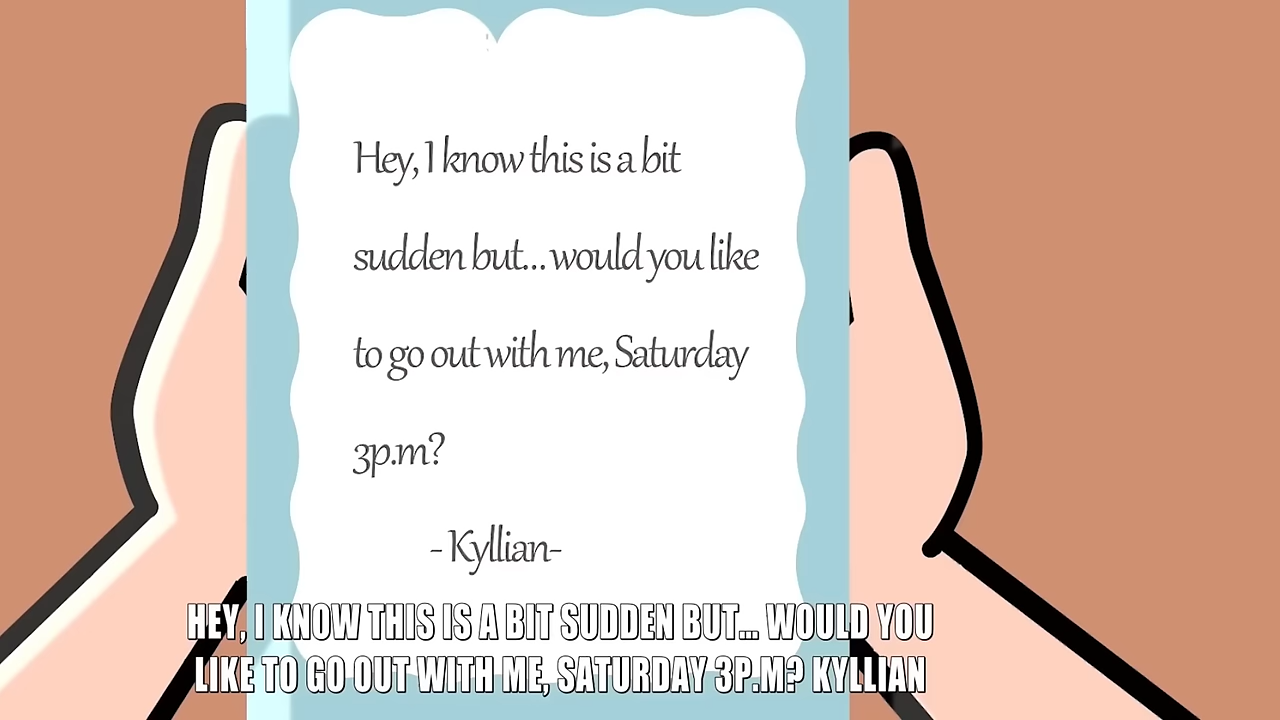 Hey, I know this is a bit
sudden but...would you like
to go out with me, Saturday
3p.m?
- Kyllian-
HEY, I KNOW THIS IS A BIT SUDDEN BUT... WOULD YOU
LIKE TO GO OUT WITH ME, SATURDAY 3P.M? KYLLIAN